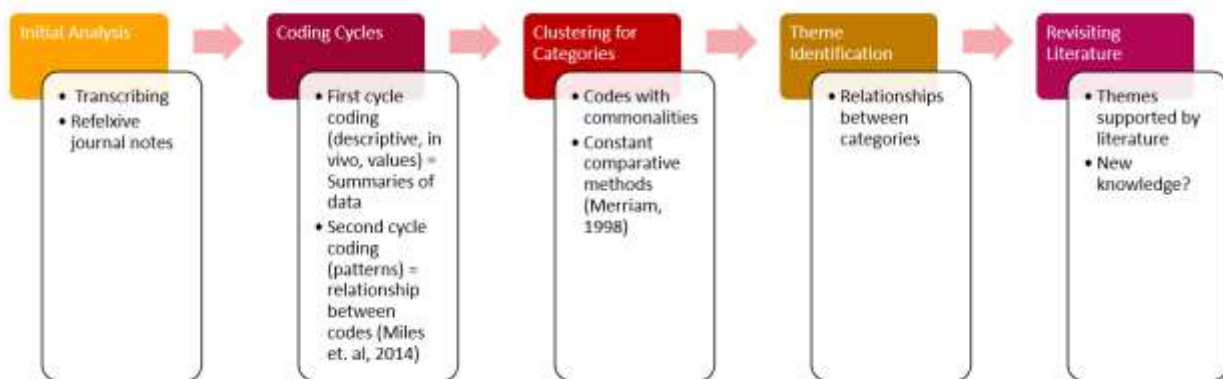 Initial Analysis
• Transcribing
• Refelxive
journal notes
Coding Cycles
• First cycle
coding
(descriptive, in
vivo, values) =
Summaries of
data
• Second cycle
coding
(patterns) =
relationship
between
codes (Miles
et. al, 2014)
Clustering for
Categories
• Codes with
commonalities
• Constant
comparative
methods
(Merriam,
1998)
Theme
Identification
• Relationships
between
categories
Revisiting
Literature
• Themes
supported by
literature
• New
knowledge?